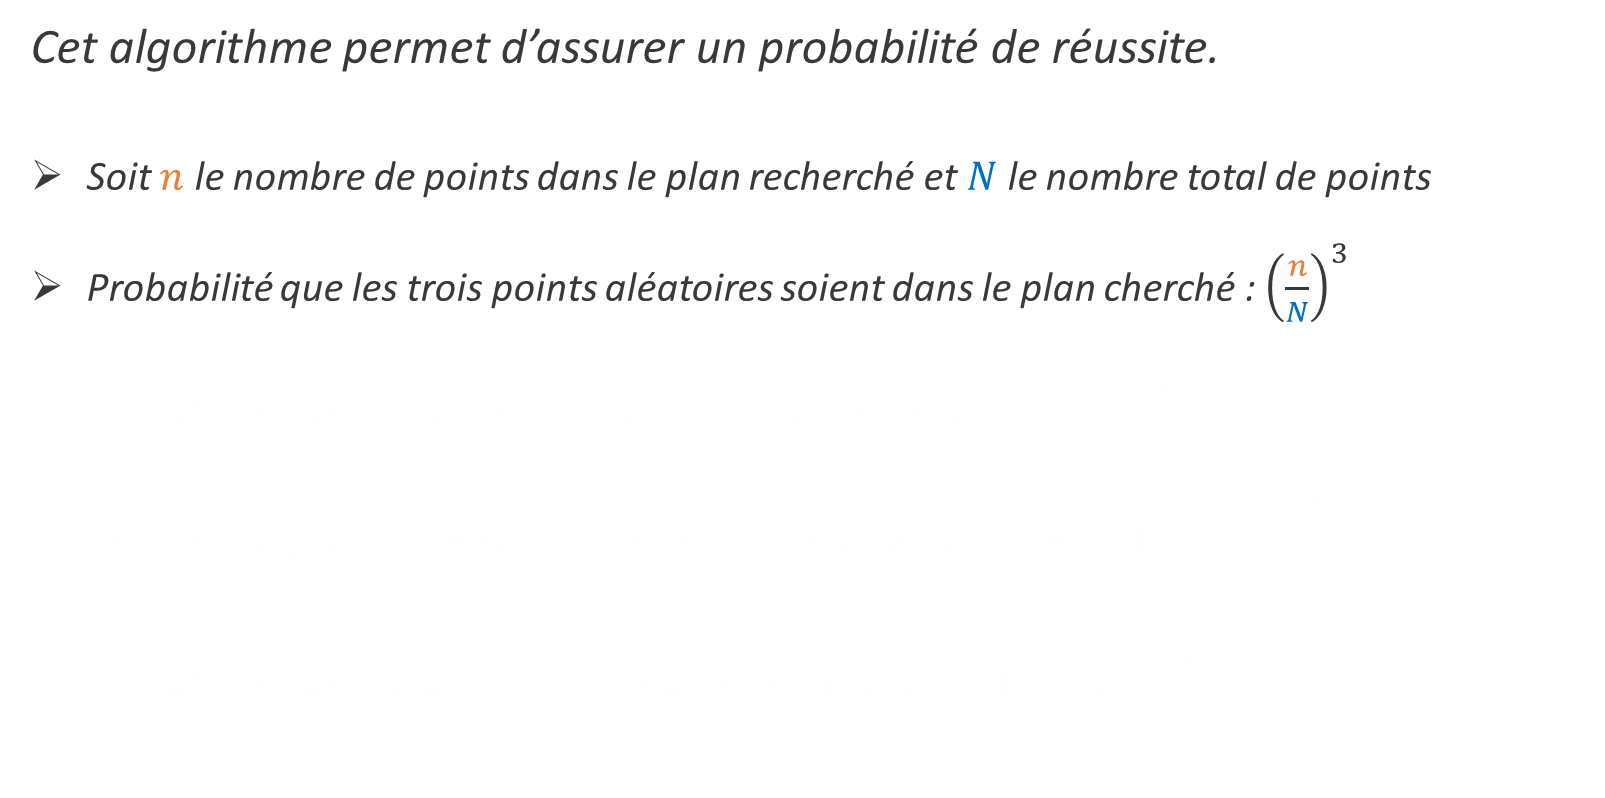 Cet algorithme permet d’assurer un probabilité de réussite.
➢ Soit n le nombre de points dans le plan recherché et N le nombre total de points
➢ Probabilité que les trois points aléatoires soient dans le plan cherché : (n/N)³